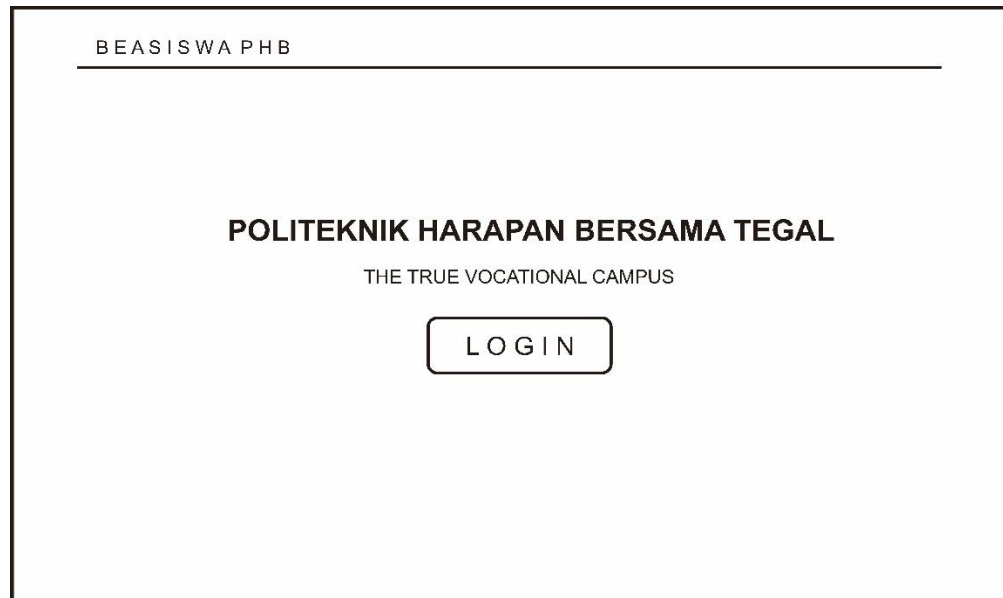 BEASISWA PHB
POLITEKNIK HARAPAN BERSAMA TEGAL
THE TRUE VOCATIONAL CAMPUS
LOGIN